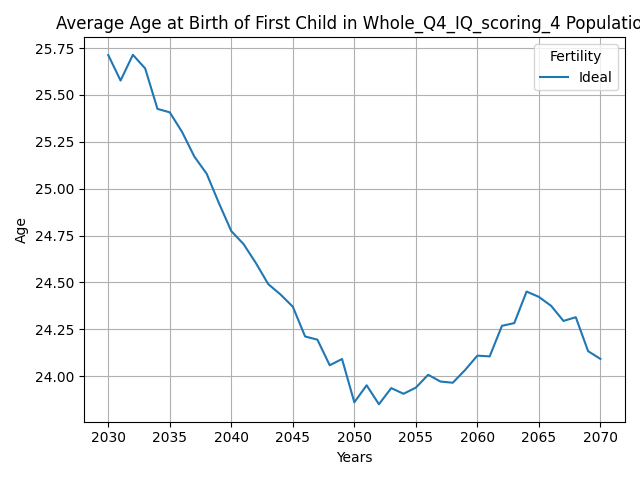 Average Age at Birth of First Child in Whole_Q4_IQ_scoring_4 Populatio
Fertility
Ideal
25.75
25.50
25.25
25.00
24.75
24.50
24.25
24.00
Age
2030 2035 2040 2045 2050 2055 2060 2065 2070
Years